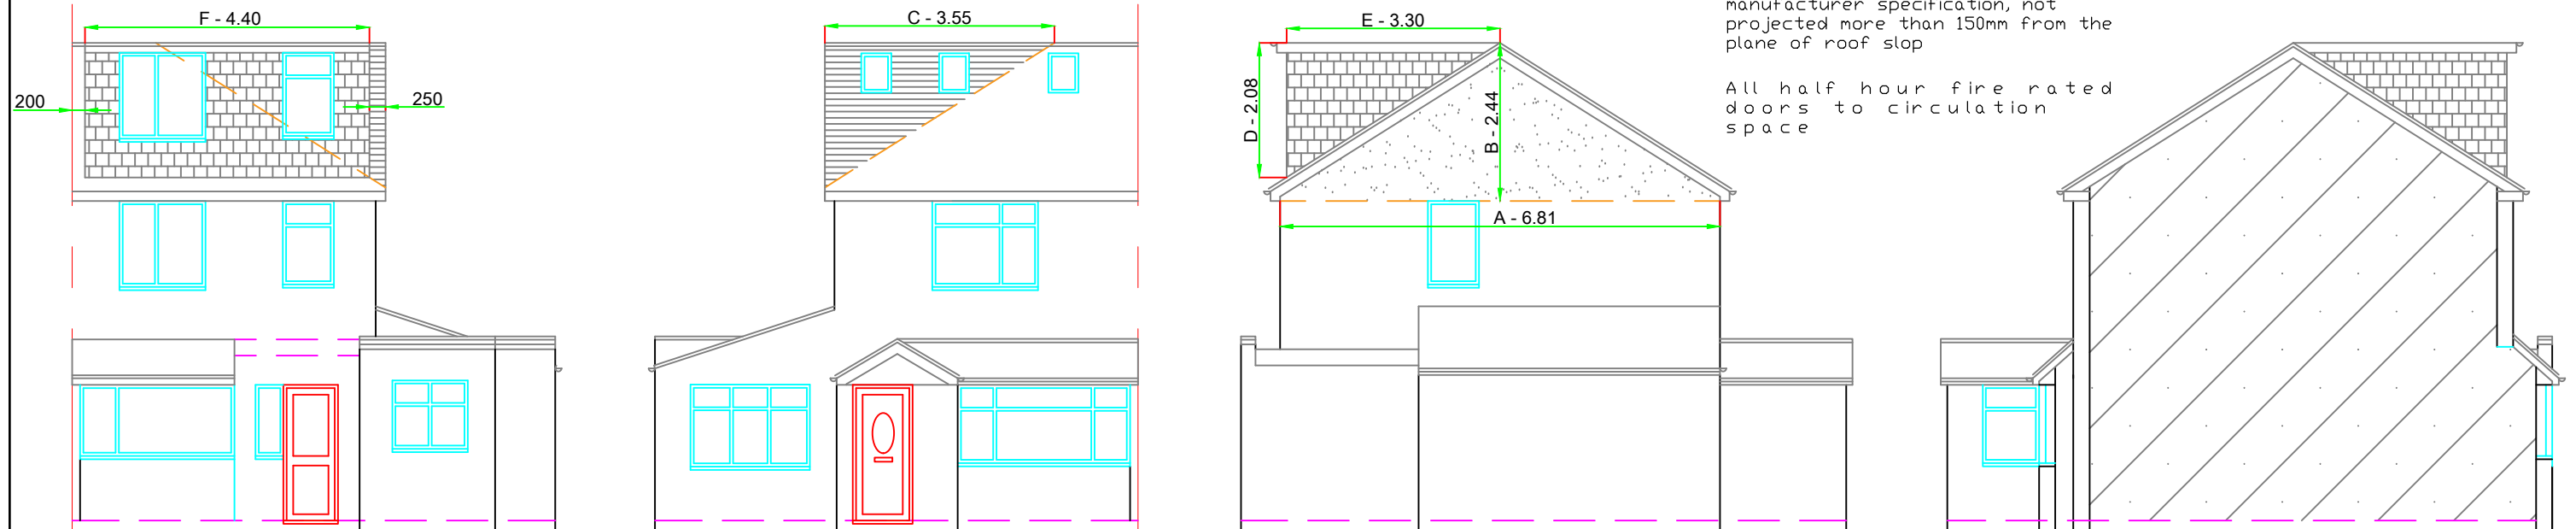 F - 4.40
200
250
C - 3.55
E - 3.30
D - 2.08
B - 2.44
A - 6.81
manufacturer specification, not
projected more than 150mm from the
plane of roof slop
All half hour fire rated
doors to circulation
space